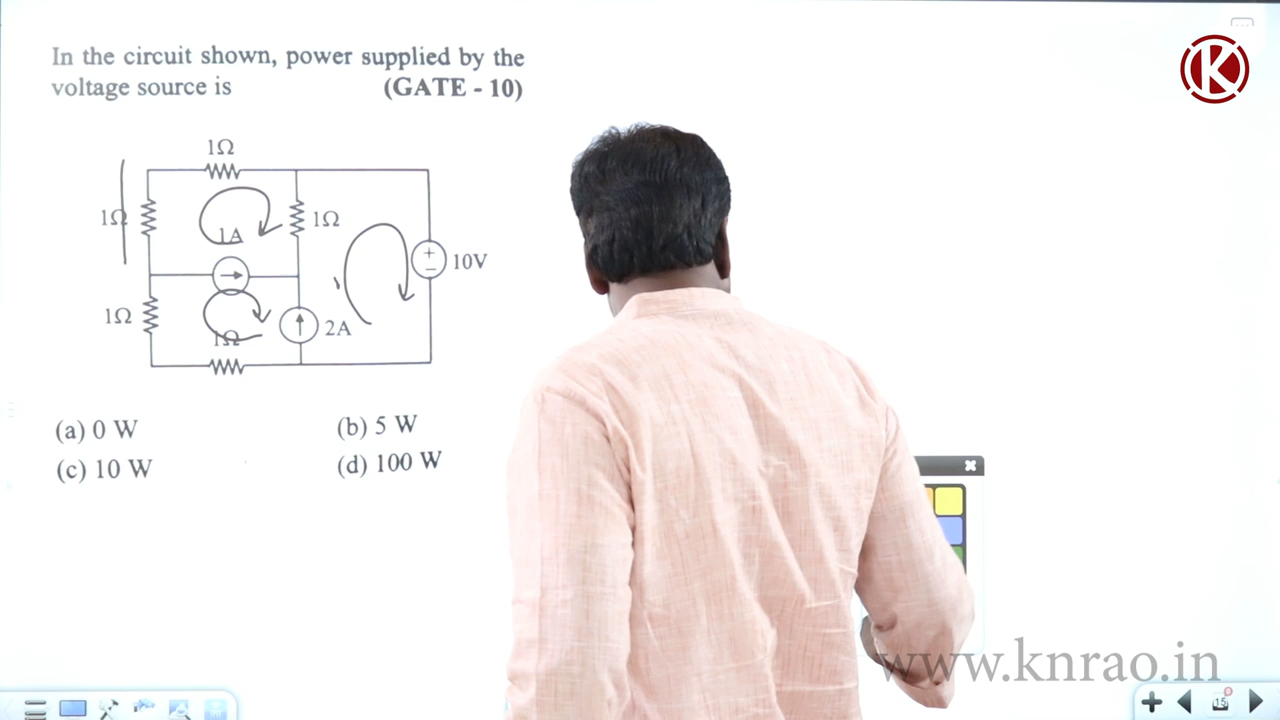 In the circuit shown, power supplied by the
voltage source is (GATE - 10)
1Ω
1Ω
1Ω
1A
10V
1Ω
2A
1Ω
(a) 0 W (b) 5 W
(c) 10 W (d) 100 W
K
www.knrao.in
15